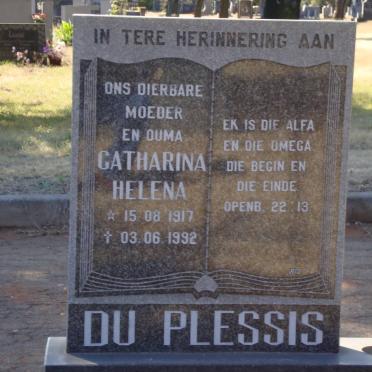 IN TERE HERINNERING AAN
ONS DIERBARE
MOEDER
EN OUMA
CATHARINA
HELENA
☆ 15.08.1917
✝ 03.06.1992
EK IS DIE ALFA
EN DIE OMEGA
DIE BEGIN EN
DIE EINDE
OPENB. 22:13
DU PLESSIS